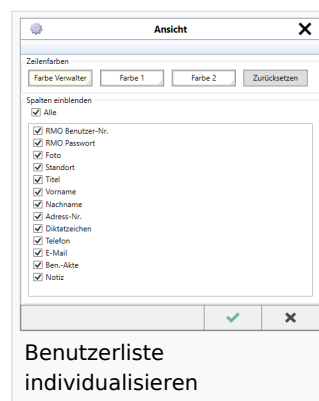 Ansicht
Zeilenfarben
Farbe Verwalter Farbe 1 Farbe 2 Zurücksetzen
Spalten einblenden
Alle
RMO Benutzer-Nr.
RMO Passwort
Foto
Standort
Titel
Vorname
Nachname
Adress-Nr.
Diktatzeichen
Telefon
E-Mail
Ben.-Akte
Notiz
Benutzerliste
individualisieren